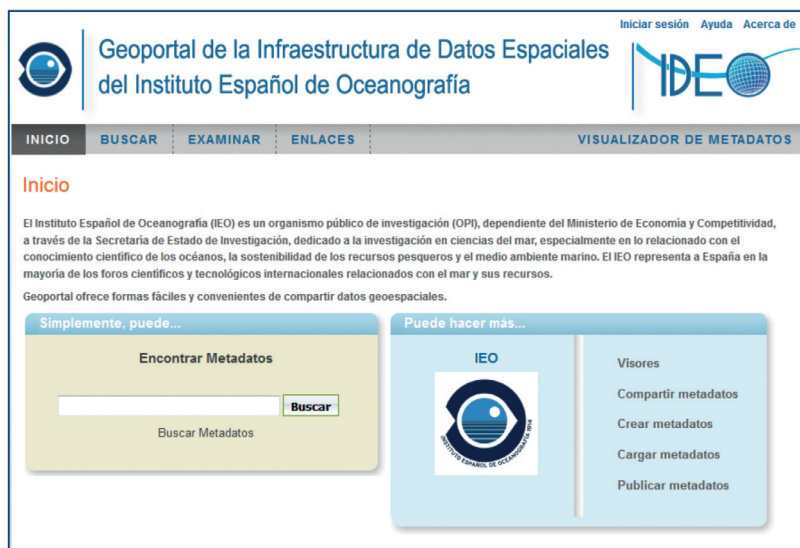 Iniciar sesión Ayuda Acerca de
Geoportal de la Infraestructura de Datos Espaciales
del Instituto Español de Oceanografía
IDEO
INICIO BUSCAR EXAMINAR ENLACES VISUALIZADOR DE METADATOS
Inicio
El Instituto Español de Oceanografía (IEO) es un organismo público de investigación (OPI), dependiente del Ministerio de Economía y Competitividad,
a través de la Secretaría de Estado de Investigación, dedicado a la investigación en ciencias del mar, especialmente en lo relacionado con el
conocimiento científico de los océanos, la sostenibilidad de los recursos pesqueros y el medio ambiente marino. El IEO representa a España en la
mayoría de los foros científicos y tecnológicos internacionales relacionados con el mar y sus recursos.
Geoportal ofrece formas fáciles y convenientes de compartir datos geoespaciales.
Simplemente, puede...
Encontrar Metadatos
Buscar
Buscar Metadatos
Puede hacer más...
IEO
INSTITUTO ESPAÑOL DE OCEANOGRAFÍA 1914
Visores
Compartir metadatos
Crear metadatos
Cargar metadatos
Publicar metadatos